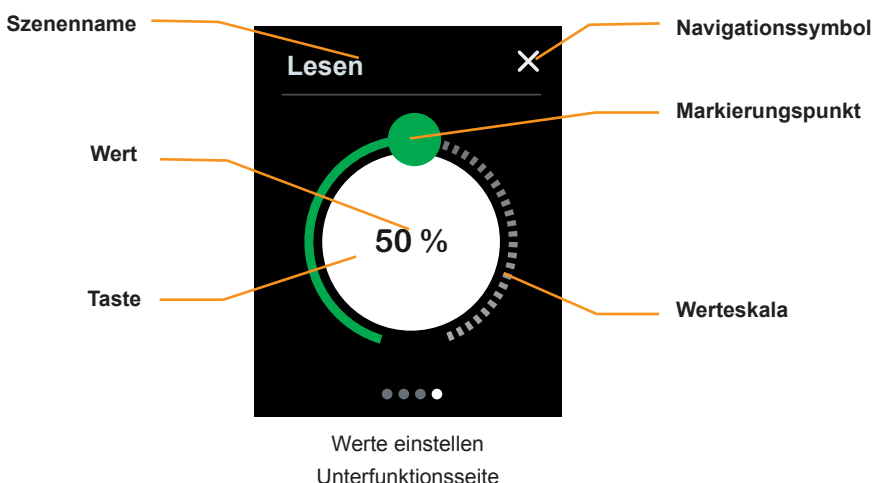 Szenenname
Navigationssymbol
Lesen
Markierungspunkt
Wert
50 %
Taste
Werteskala
Werte einstellen
Unterfunktionsseite